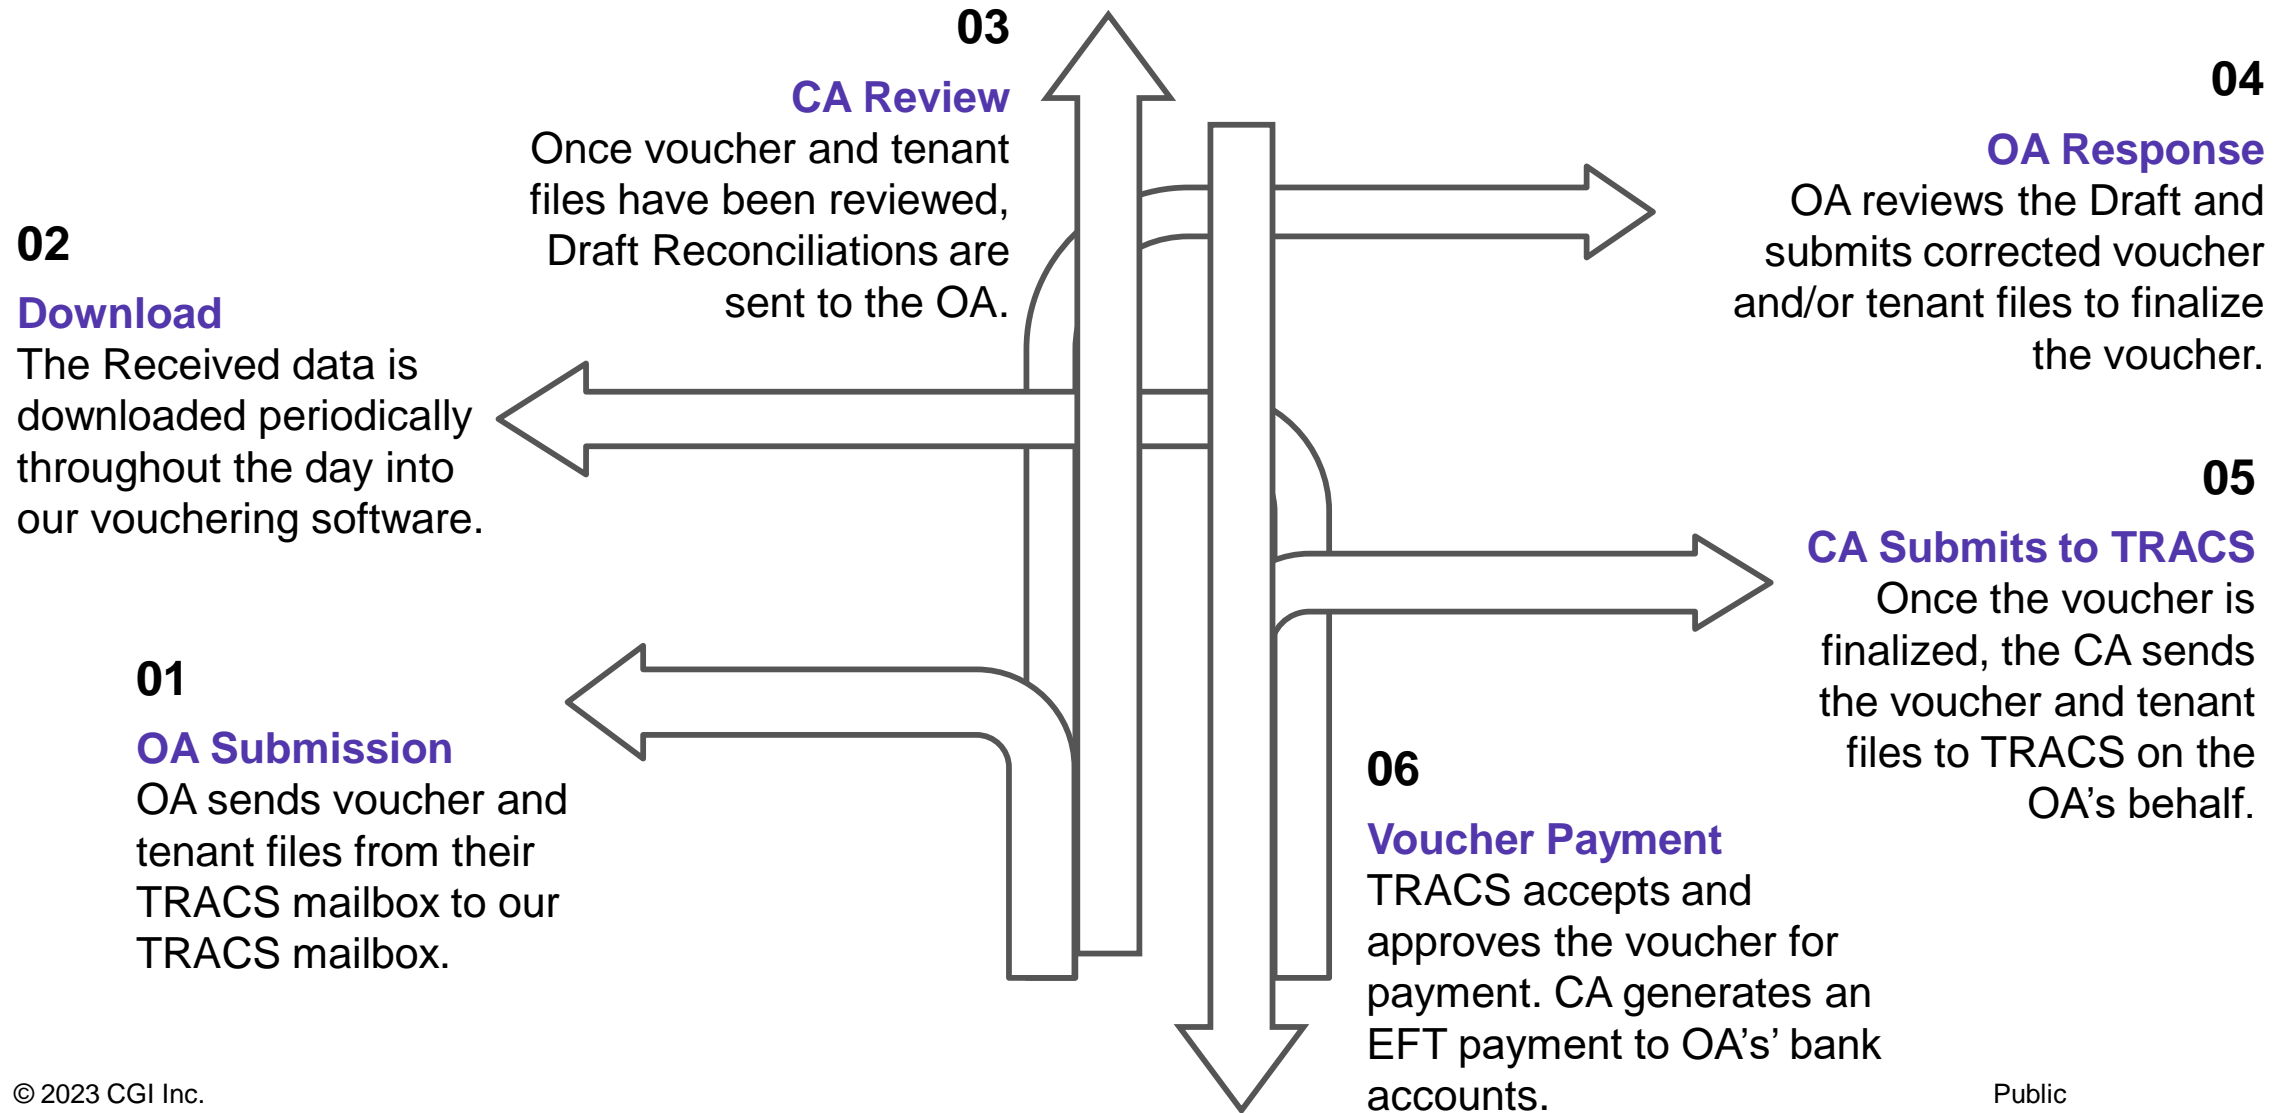 03
CA Review
Once voucher and tenant
files have been reviewed,
Draft Reconciliations are
sent to the OA.
04
OA Response
OA reviews the Draft and
submits corrected voucher
and/or tenant files to finalize
the voucher.
02
Download
The Received data is
downloaded periodically
throughout the day into
our vouchering software.
05
CA Submits to TRACS
Once the voucher is
finalized, the CA sends
the voucher and tenant
files to TRACS on the
OA’s behalf.
01
OA Submission
OA sends voucher and
tenant files from their
TRACS mailbox to our
TRACS mailbox.
06
Voucher Payment
TRACS accepts and
approves the voucher for
payment. CA generates an
EFT payment to OA’s’ bank
accounts.
© 2023 CGI Inc.
Public